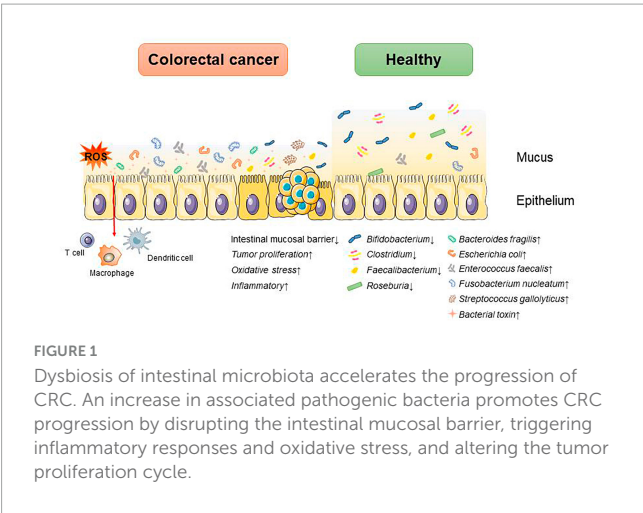 Colorectal cancer
Healthy
ROS
Mucus
Epithelium
T cell
Macrophage
Dendritic cell
Intestinal mucosal barrier↓
Tumor proliferation↑
Oxidative stress↑
Inflammatory↑
Bifidobacterium↓
Clostridium↓
Faecalibacterium↓
Roseburia↓
Bacteroides fragilis↑
Escherichia coli↑
Enterococcus faecalis↑
Fusobacterium nucleatum↑
Streptococcus gallolyticus↑
Bacterial toxin↑
FIGURE 1
Dysbiosis of intestinal microbiota accelerates the progression of
CRC. An increase in associated pathogenic bacteria promotes CRC
progression by disrupting the intestinal mucosal barrier, triggering
inflammatory responses and oxidative stress, and altering the tumor
proliferation cycle.